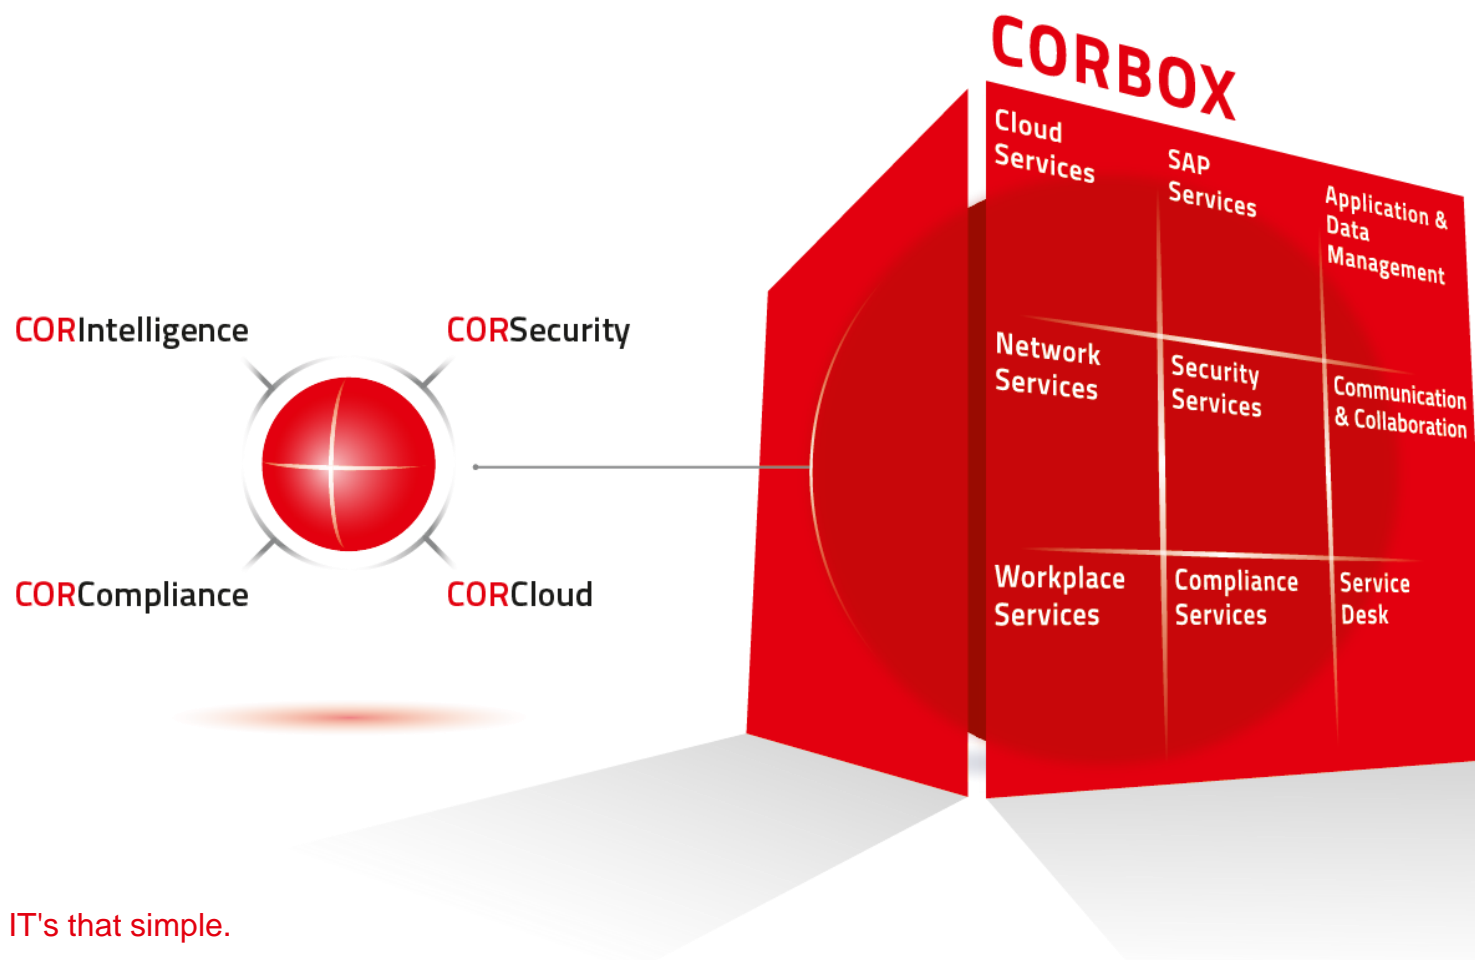 CORBOX
Cloud
Services
SAP
Services
Application &
Data
Management
Network
Services
Security
Services
Communication
& Collaboration
Workplace
Services
Compliance
Services
Service
Desk
CORIntelligence
CORSecurity
CORCompliance
CORCloud
IT's that simple.